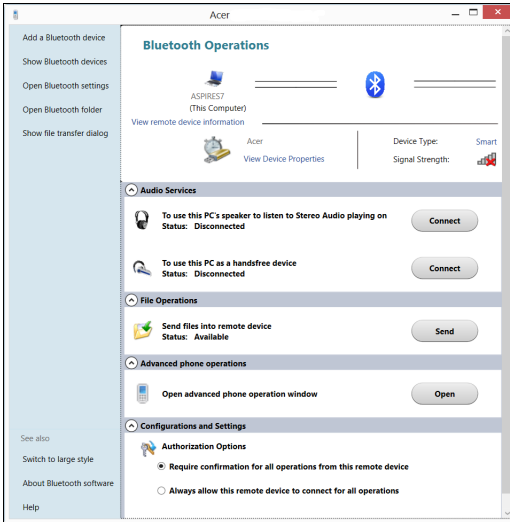 Acer
Add a Bluetooth device
Show Bluetooth devices
Open Bluetooth settings
Open Bluetooth folder
Show file transfer dialog
See also
Switch to large style
About Bluetooth software
Help
Bluetooth Operations
ASPIRES7
(This Computer)
View remote device information
Acer
View Device Properties
Device Type: Smart
Signal Strength:
Audio Services
To use this PC's speaker to listen to Stereo Audio playing on
Status: Disconnected
Connect
To use this PC as a handsfree device
Status: Disconnected
Connect
File Operations
Send files into remote device
Status: Available
Send
Advanced phone operations
Open advanced phone operation window
Open
Configurations and Settings
Authorization Options
Require confirmation for all operations from this remote device
Always allow this remote device to connect for all operations